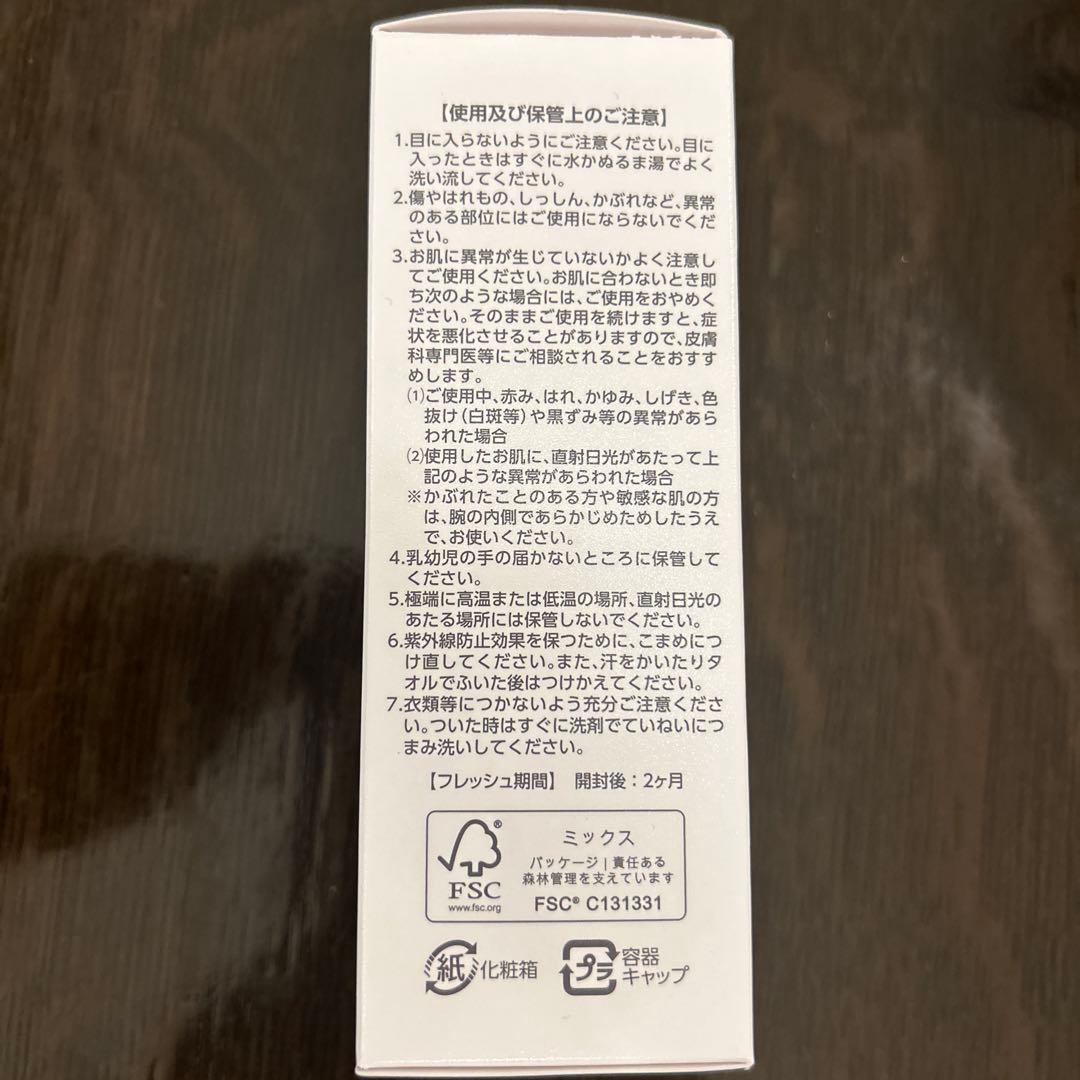 【使用及び保管上のご注意】
1.目に入らないようにご注意ください。目に
入ったときはすぐに水かぬるま湯でよく
洗い流してください。
2.傷やはれもの、しっしん、かぶれなど、異常
のある部位にはご使用にならないでくだ
さい。
3.お肌に異常が生じていないかよく注意し
てご使用ください。お肌に合わないとき即
ち次のような場合には、ご使用をおやめく
ださい。そのままご使用を続けますと、症
状を悪化させることがありますので、皮膚
科専門医等にご相談されることをおすす
めします。
⑴ご使用中、赤み、はれ、かゆみ、しげき、色
抜け（白斑等）や黒ずみ等の異常があら
われた場合
⑵使用したお肌に、直射日光があたって上
記のような異常があらわれた場合
※かぶれたことのある方や敏感な肌の方
は、腕の内側であらかじめためしたうえ
で、お使いください。
4.乳幼児の手の届かないところに保管して
ください。
5.極端に高温または低温の場所、直射日光の
あたる場所には保管しないでください。
6.紫外線防止効果を保つために、こまめにつ
け直してください。また、汗をかいたりタ
オルでふいた後はつけかえてください。
7.衣類等につかないよう充分ご注意くださ
い。ついた時はすぐに洗剤でていねいにつ
まみ洗いしてください。
【フレッシュ期間】 開封後：2ヶ月
®
FSC
www.fsc.org
ミックス
パッケージ | 責任ある
森林管理を支えています
FSC® C131331
紙 化粧箱
プラ 容器
キャップ